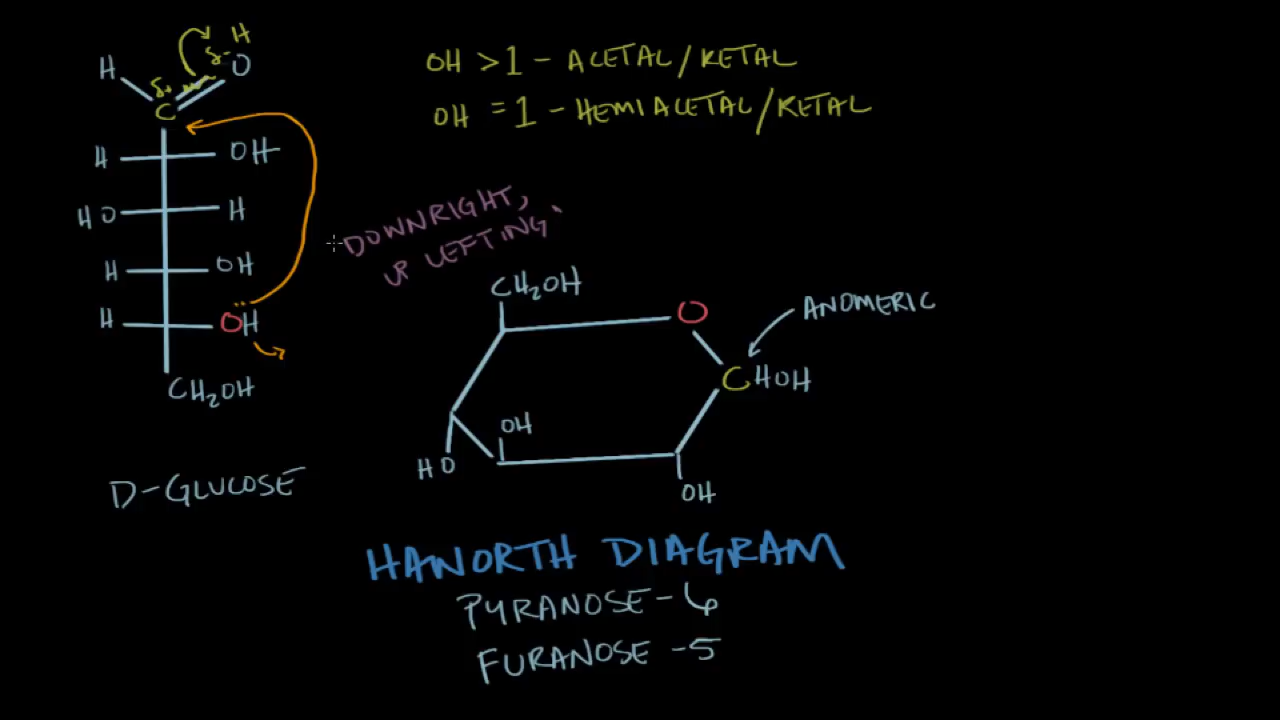 H
H δ- O
δ+
C
H OH
HO H
H OH
H OH
CH2OH
D-GLUCOSE
OH >1 - ACETAL/KETAL
OH =1 - HEMIACETAL/KETAL
DOWNRIGHT,
UP LEFTING
CH2OH
O
ANOMERIC
CHOH
OH
HO
OH
HAWORTH DIAGRAM
PYRANOSE - 6
FURANOSE - 5